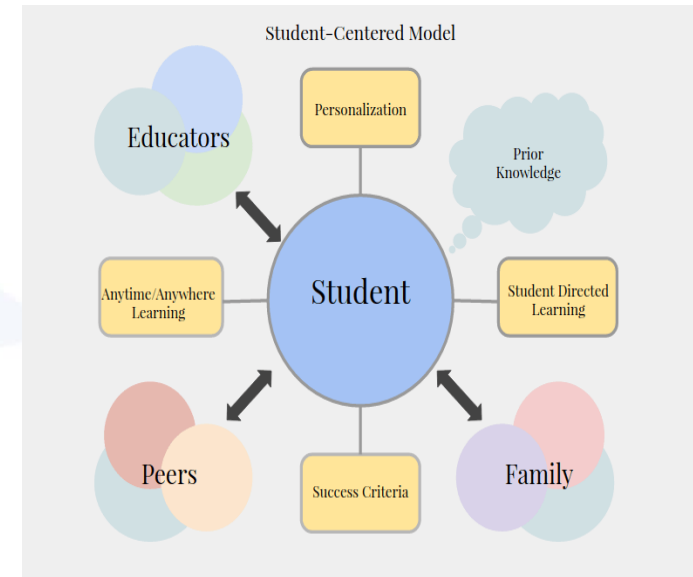 Student-Centered Model
Personalization
Educators
Prior
Knowledge
Student
Anytime/Anywhere
Learning
Student Directed
Learning
Peers
Success Criteria
Family